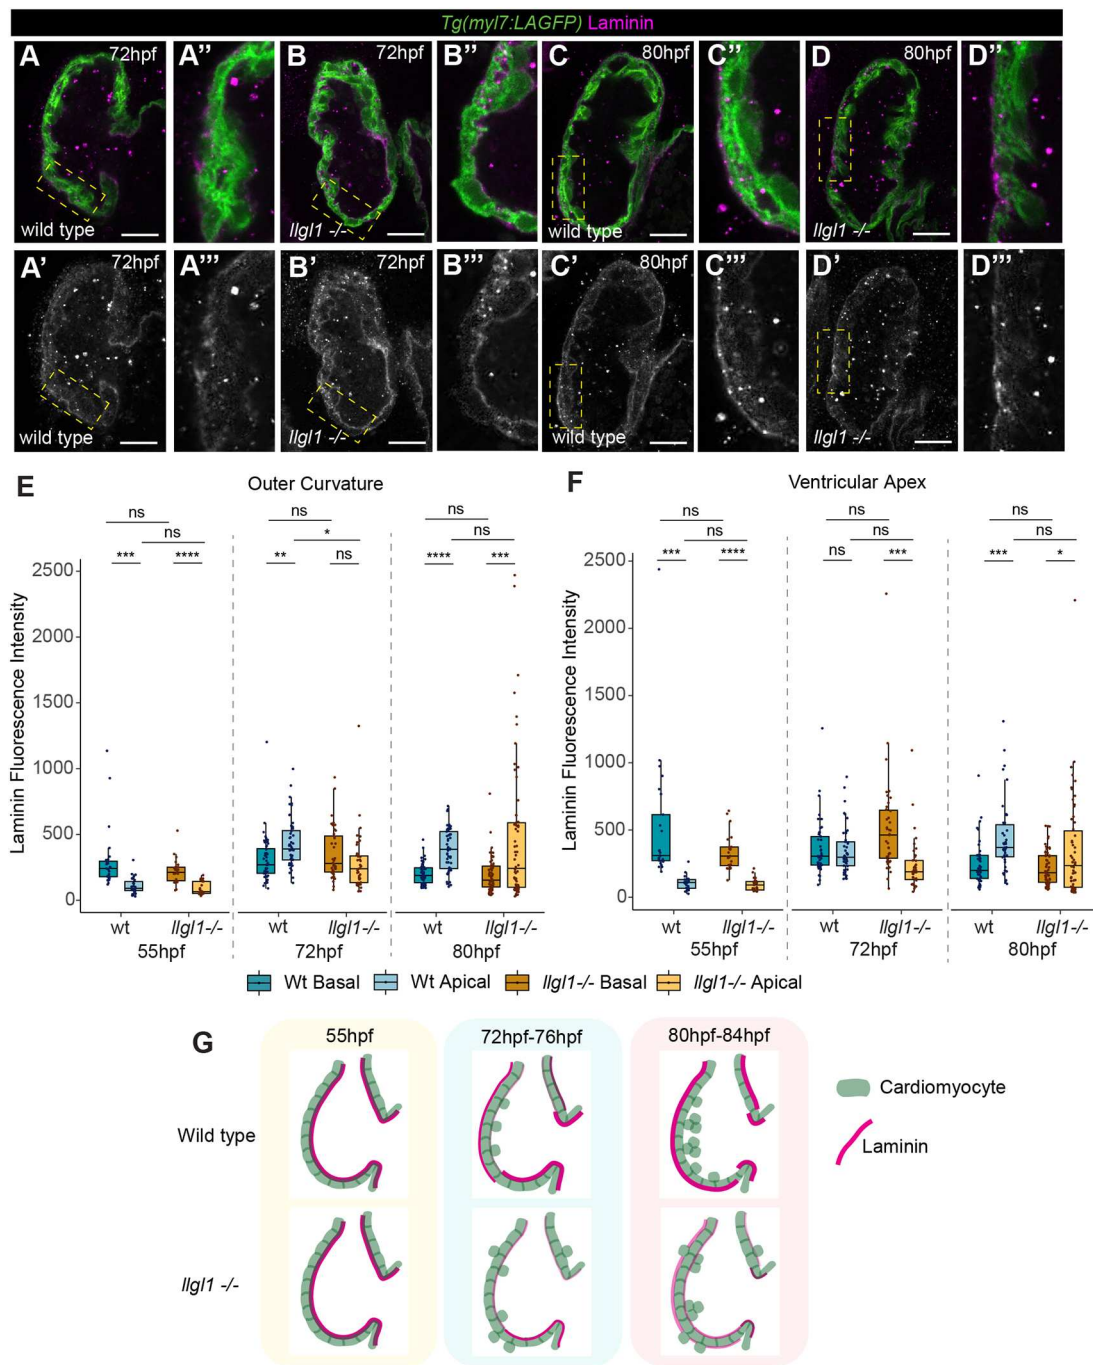 Tg(myl7:LAGFP) Laminin
A 72hpf A’’ B 72hpf B’’ C 80hpf C’’ D 80hpf D’’
wild type llgl1 -/- wild type llgl1 -/-
A’ 72hpf A’’’ B’ 72hpf B’’’ C’ 80hpf C’’’ D’ 80hpf D’’’
wild type llgl1 -/- wild type llgl1 -/-
E
Outer Curvature
ns ns ns
ns * ns
*** **** ** ns **** ***
Laminin Fluorescence Intensity
2500
2000
1500
1000
500
0
wt llgl1-/- wt llgl1-/- wt llgl1-/-
55hpf 72hpf 80hpf
F
Ventricular Apex
ns ns ns
ns ns ns
*** **** ns *** *** *
Laminin Fluorescence Intensity
2500
2000
1500
1000
500
0
wt llgl1-/- wt llgl1-/- wt llgl1-/-
55hpf 72hpf 80hpf
Wt Basal Wt Apical llgl1-/- Basal llgl1-/- Apical
G
55hpf 72hpf-76hpf 80hpf-84hpf
Wild type
llgl1 -/-
Cardiomyocyte
Laminin